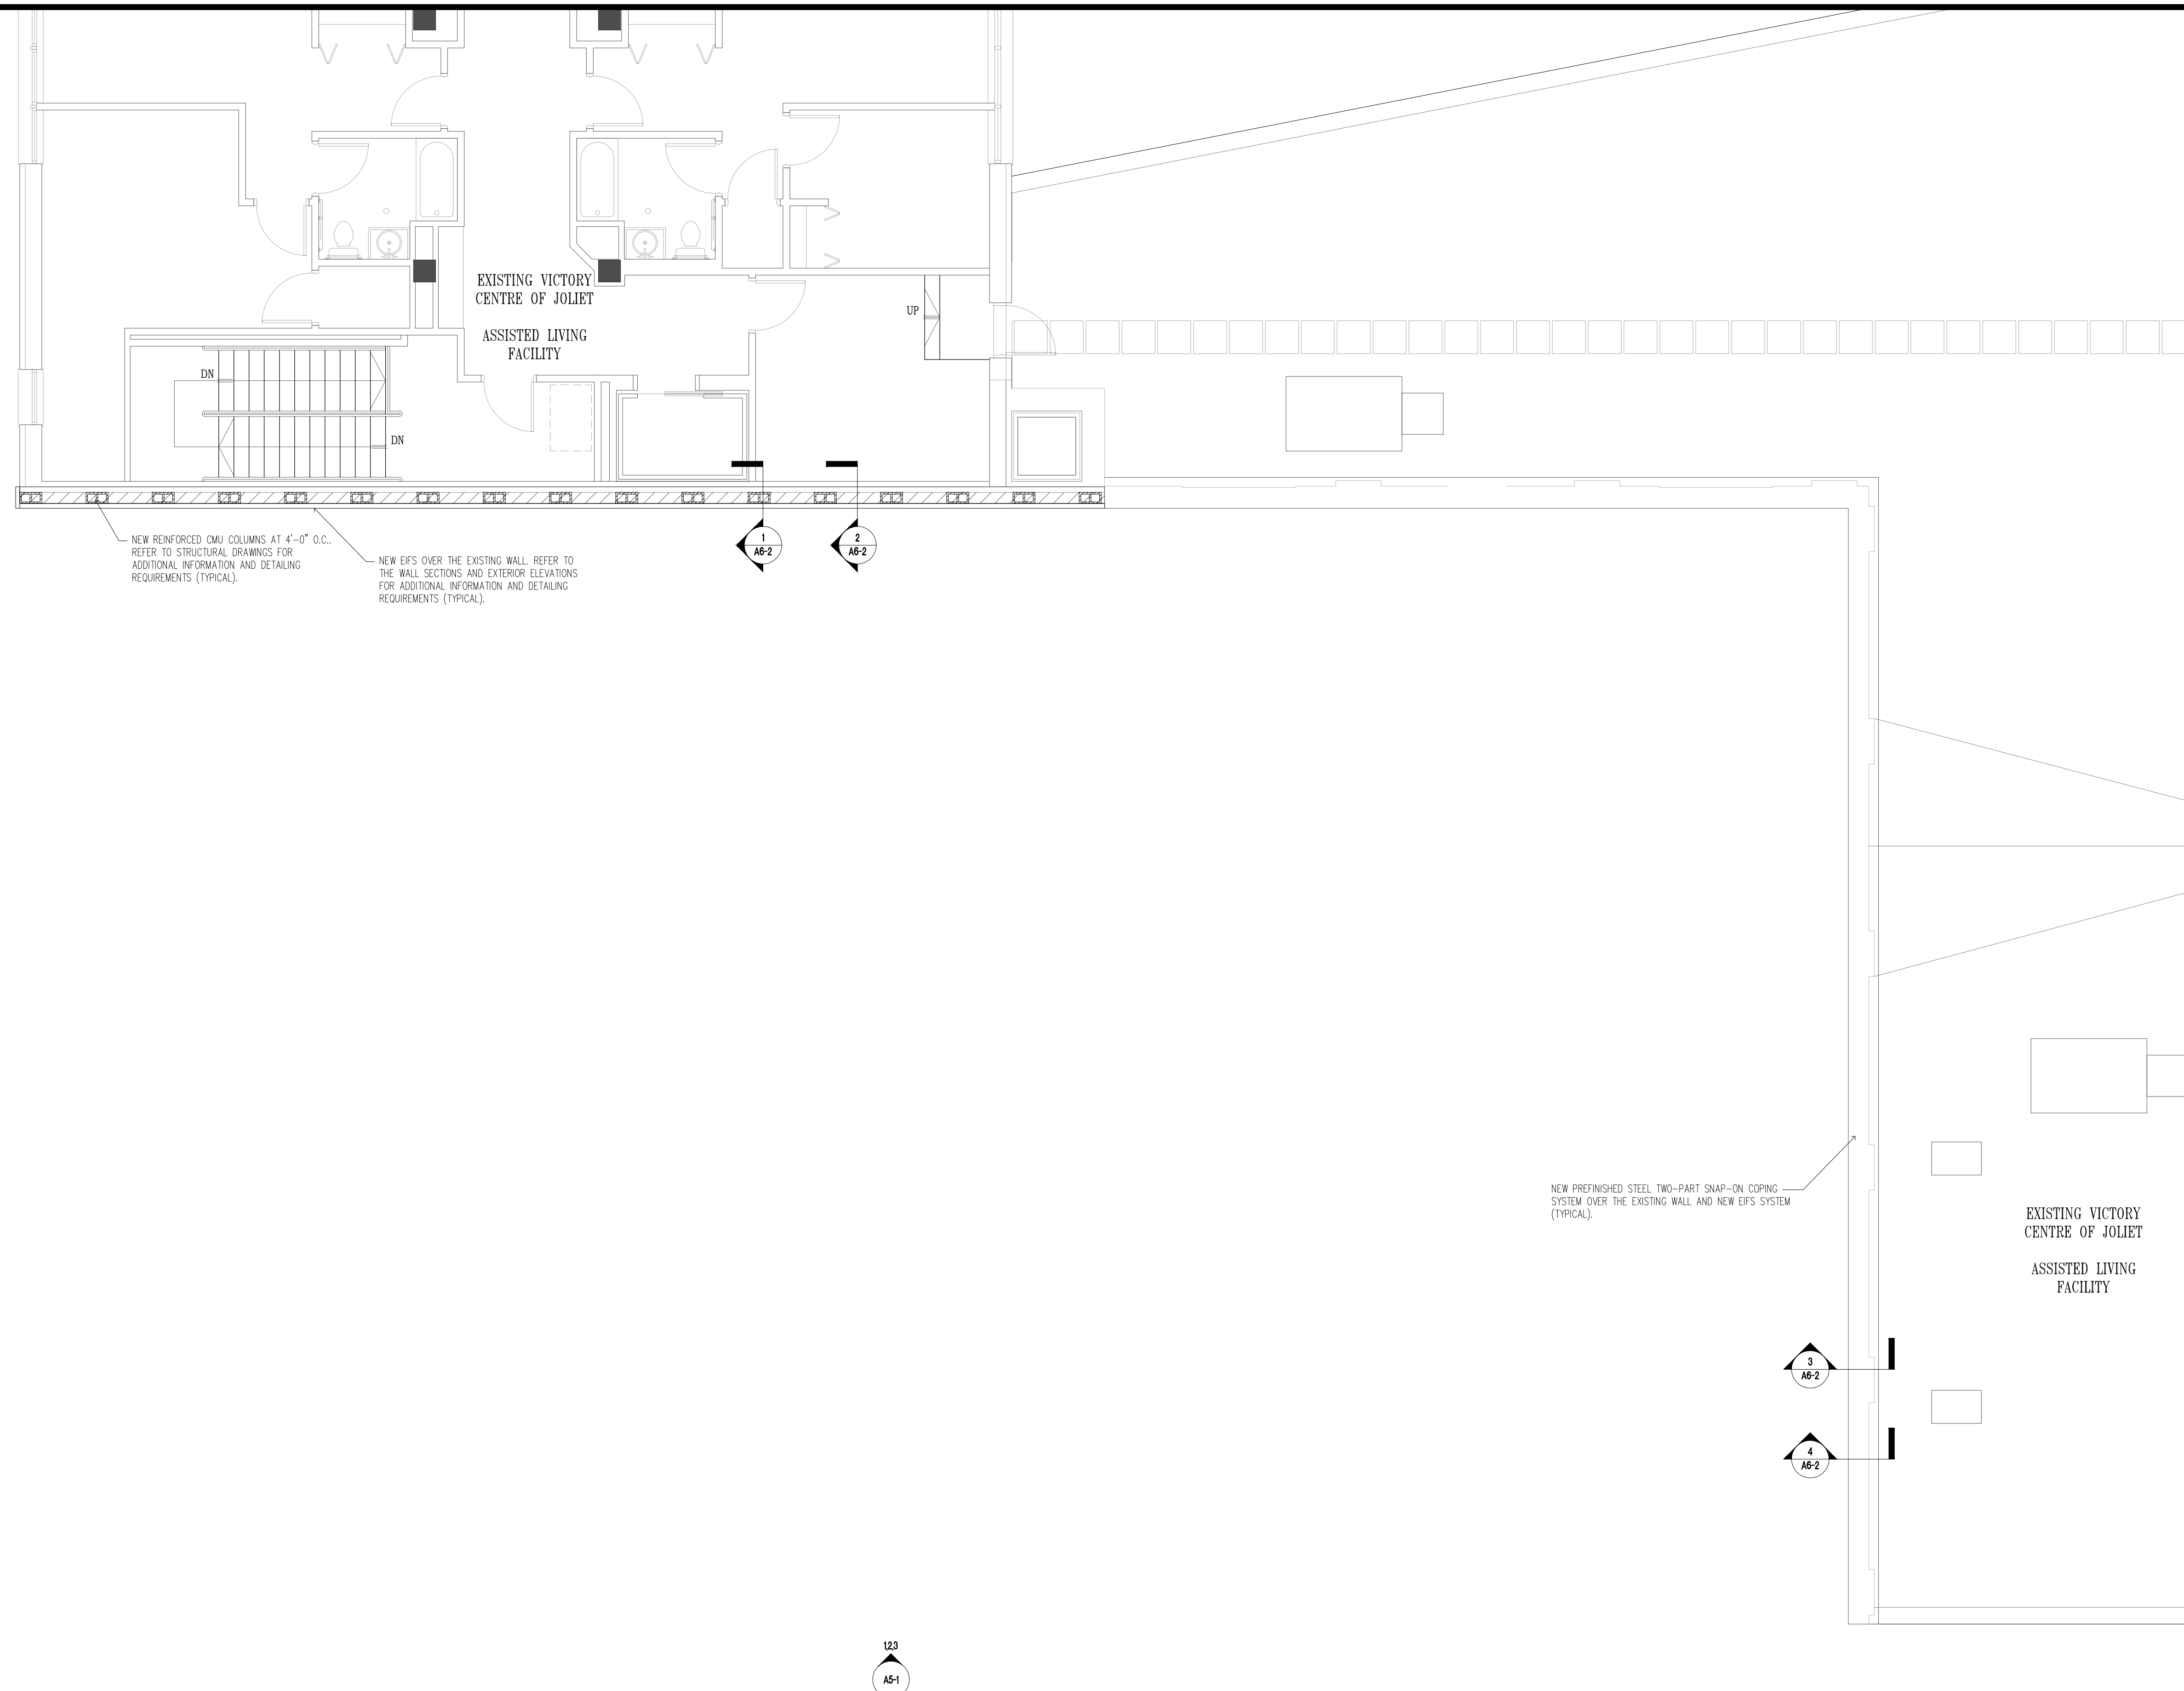 EXISTING VICTORY
CENTRE OF JOLIET
ASSISTED LIVING
FACILITY
UP
DN
DN
NEW REINFORCED CMU COLUMNS AT 4'-0" O.C..
REFER TO STRUCTURAL DRAWINGS FOR
ADDITIONAL INFORMATION AND DETAILING
REQUIREMENTS (TYPICAL).
NEW EIFS OVER THE EXISTING WALL. REFER TO
THE WALL SECTIONS AND EXTERIOR ELEVATIONS
FOR ADDITIONAL INFORMATION AND DETAILING
REQUIREMENTS (TYPICAL).
1
A6-2
2
A6-2
NEW PREFINISHED STEEL TWO-PART SNAP-ON COPING
SYSTEM OVER THE EXISTING WALL AND NEW EIFS SYSTEM
(TYPICAL).
EXISTING VICTORY
CENTRE OF JOLIET
ASSISTED LIVING
FACILITY
3
A6-2
4
A6-2
1,2,3
A5-1